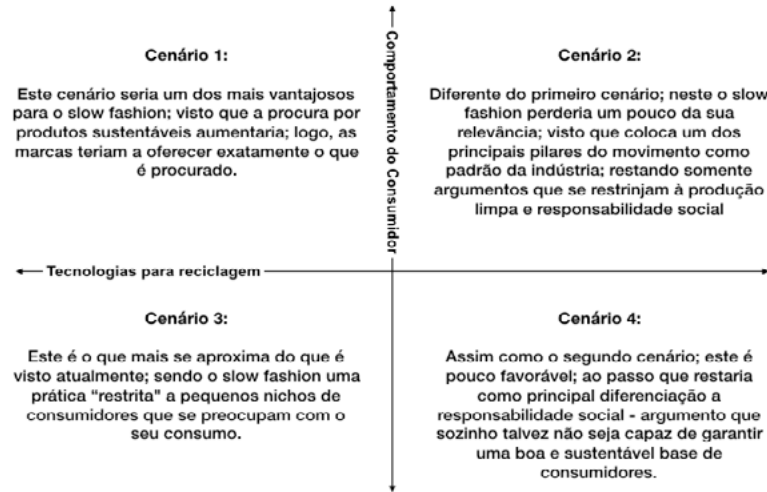 Cenário 1:
Este cenário seria um dos mais vantajosos
para o slow fashion; visto que a procura por
produtos sustentáveis aumentaria; logo, as
marcas teriam a oferecer exatamente o que
é procurado.
Comportamento do Consumidor
Cenário 2:
Diferente do primeiro cenário; neste o slow
fashion perderia um pouco da sua
relevância; visto que coloca um dos
principais pilares do movimento como
padrão da indústria; restando somente
argumentos que se restrinjam à produção
limpa e responsabilidade social
Tecnologias para reciclagem
Cenário 3:
Este é o que mais se aproxima do que é
visto atualmente; sendo o slow fashion uma
prática "restrita" a pequenos nichos de
consumidores que se preocupam com o
seu consumo.
Cenário 4:
Assim como o segundo cenário; este é
pouco favorável; ao passo que restaria
como principal diferenciação a
responsabilidade social - argumento que
sozinho talvez não seja capaz de garantir
uma boa e sustentável base de
consumidores.